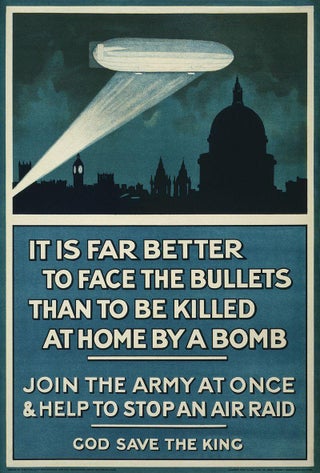 IT IS FAR BETTER
TO FACE THE BULLETS
THAN TO BE KILLED
AT HOME BY A BOMB
JOIN THE ARMY AT ONCE
& HELP TO STOP AN AIR RAID
GOD SAVE THE KING